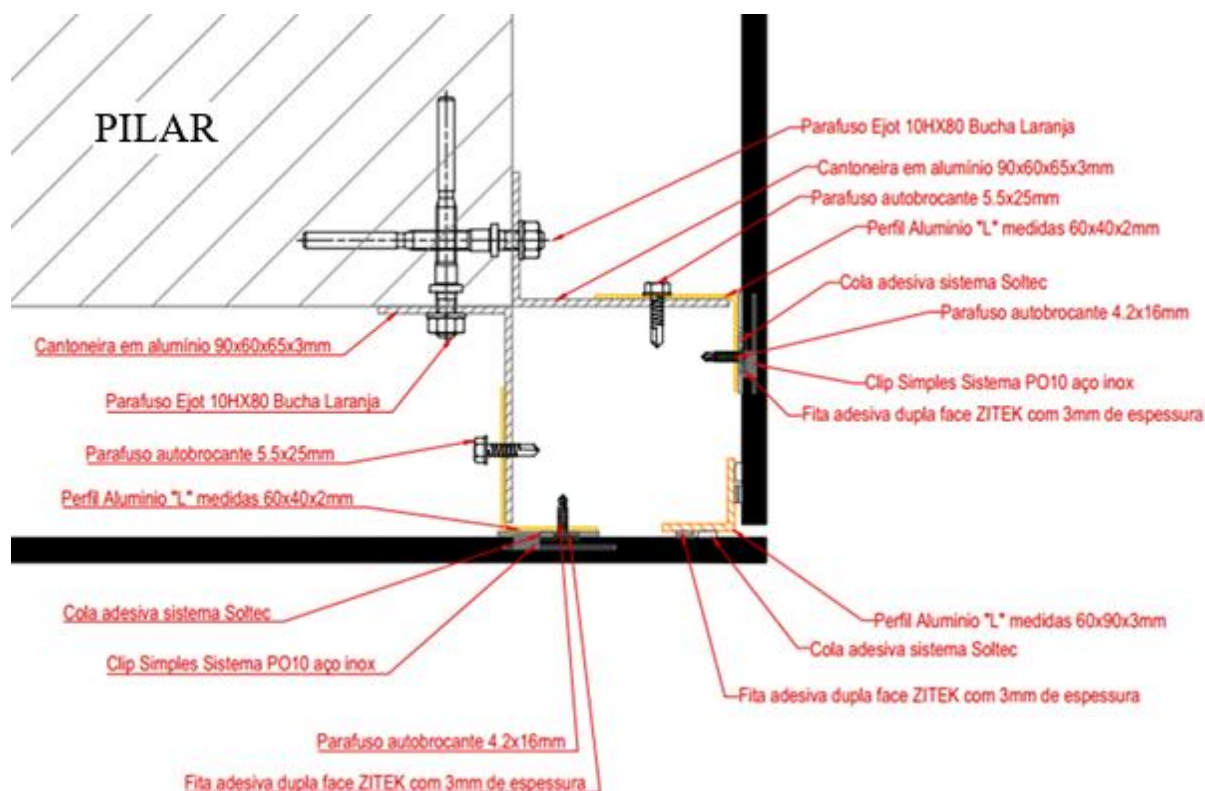 PILAR
Parafuso Ejot 10HX80 Bucha Laranja
Cantoneira em alumínio 90x60x65x3mm
Parafuso autobrocante 5.5x25mm
Perfil Aluminio "L" medidas 60x40x2mm
Cola adesiva sistema Soltec
Parafuso autobrocante 4.2x16mm
Clip Simples Sistema PO10 aço inox
Fita adesiva dupla face ZITEK com 3mm de espessura
Cantoneira em alumínio 90x60x65x3mm
Parafuso Ejot 10HX80 Bucha Laranja
Parafuso autobrocante 5.5x25mm
Perfil Aluminio "L" medidas 60x40x2mm
Cola adesiva sistema Soltec
Clip Simples Sistema PO10 aço inox
Parafuso autobrocante 4.2x16mm
Fita adesiva dupla face ZITEK com 3mm de espessura
Perfil Aluminio "L" medidas 60x90x3mm
Cola adesiva sistema Soltec
Fita adesiva dupla face ZITEK com 3mm de espessura